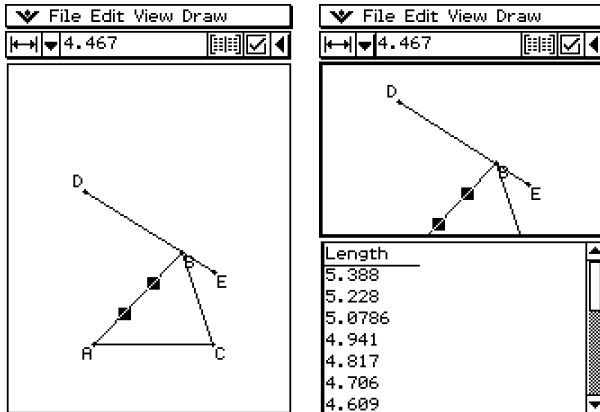 File Edit View Draw
4.467
D
B
E
A
C
File Edit View Draw
4.467
D
B
E
Length
5.388
5.228
5.0786
4.941
4.817
4.706
4.609